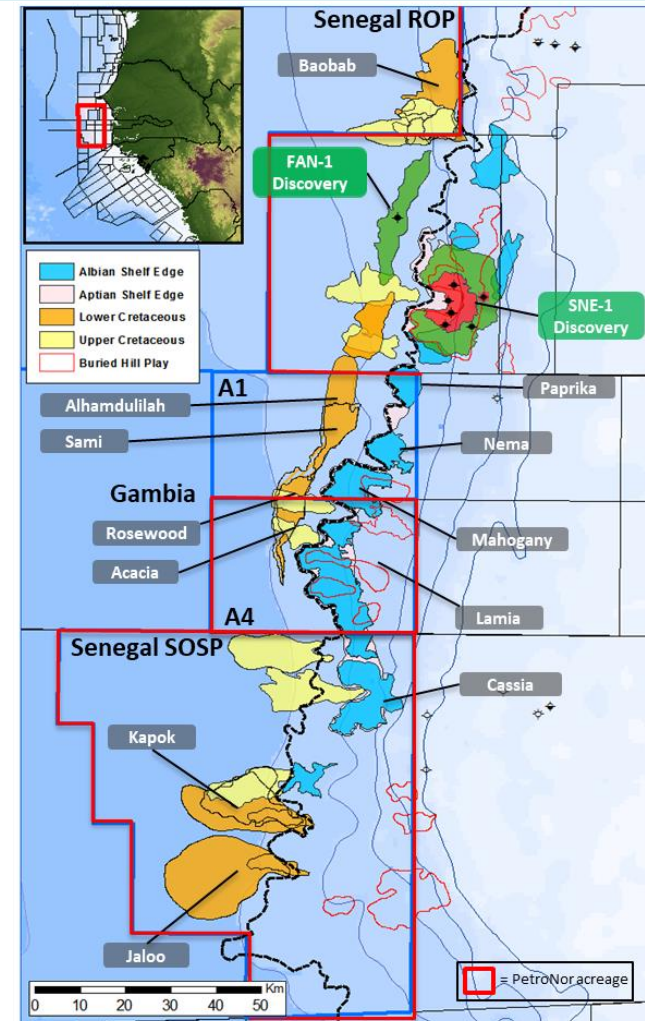 Senegal ROP
Baobab
FAN-1
Discovery
Albian Shelf Edge
Aptian Shelf Edge
Lower Cretaceous
Upper Cretaceous
Buried Hill Play
SNE-1
Discovery
A1
Paprika
Alhamdulilah
Sami
Nema
Gambia
Rosewood
Mahogany
Acacia
A4
Lamia
Senegal SOSP
Cassia
Kapok
Jaloo
Km
0 10 20 30 40 50
= PetroNor acreage